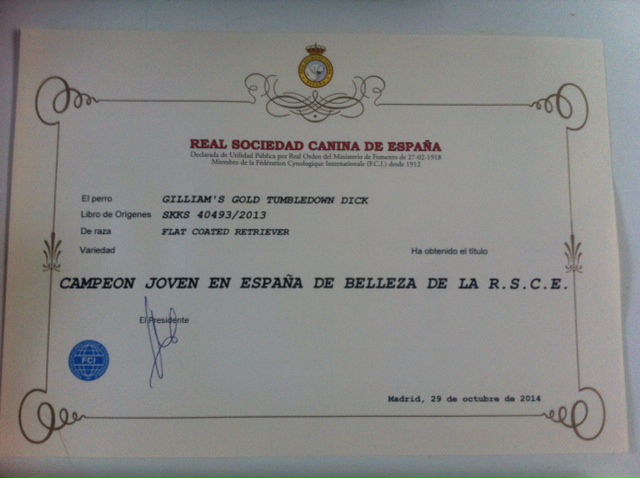 REAL SOCIEDAD CANINA DE ESPAÑA
Declarada de Utilidad Pública por Real Orden del Ministerio de Fomento de 27-02-1918
Miembro de la Fédération Cynologique Internationale (F.C.I.) desde 1912
El perro GILLIAM'S GOLD TUMBLEDOWN DICK
Libro de Orígenes SKKS 40493/2013
De raza FLAT COATED RETRIEVER
Variedad Ha obtenido el título
CAMPEON JOVEN EN ESPAÑA DE BELLEZA DE LA R.S.C.E.
El Presidente
FCI
Madrid, 29 de octubre de 2014